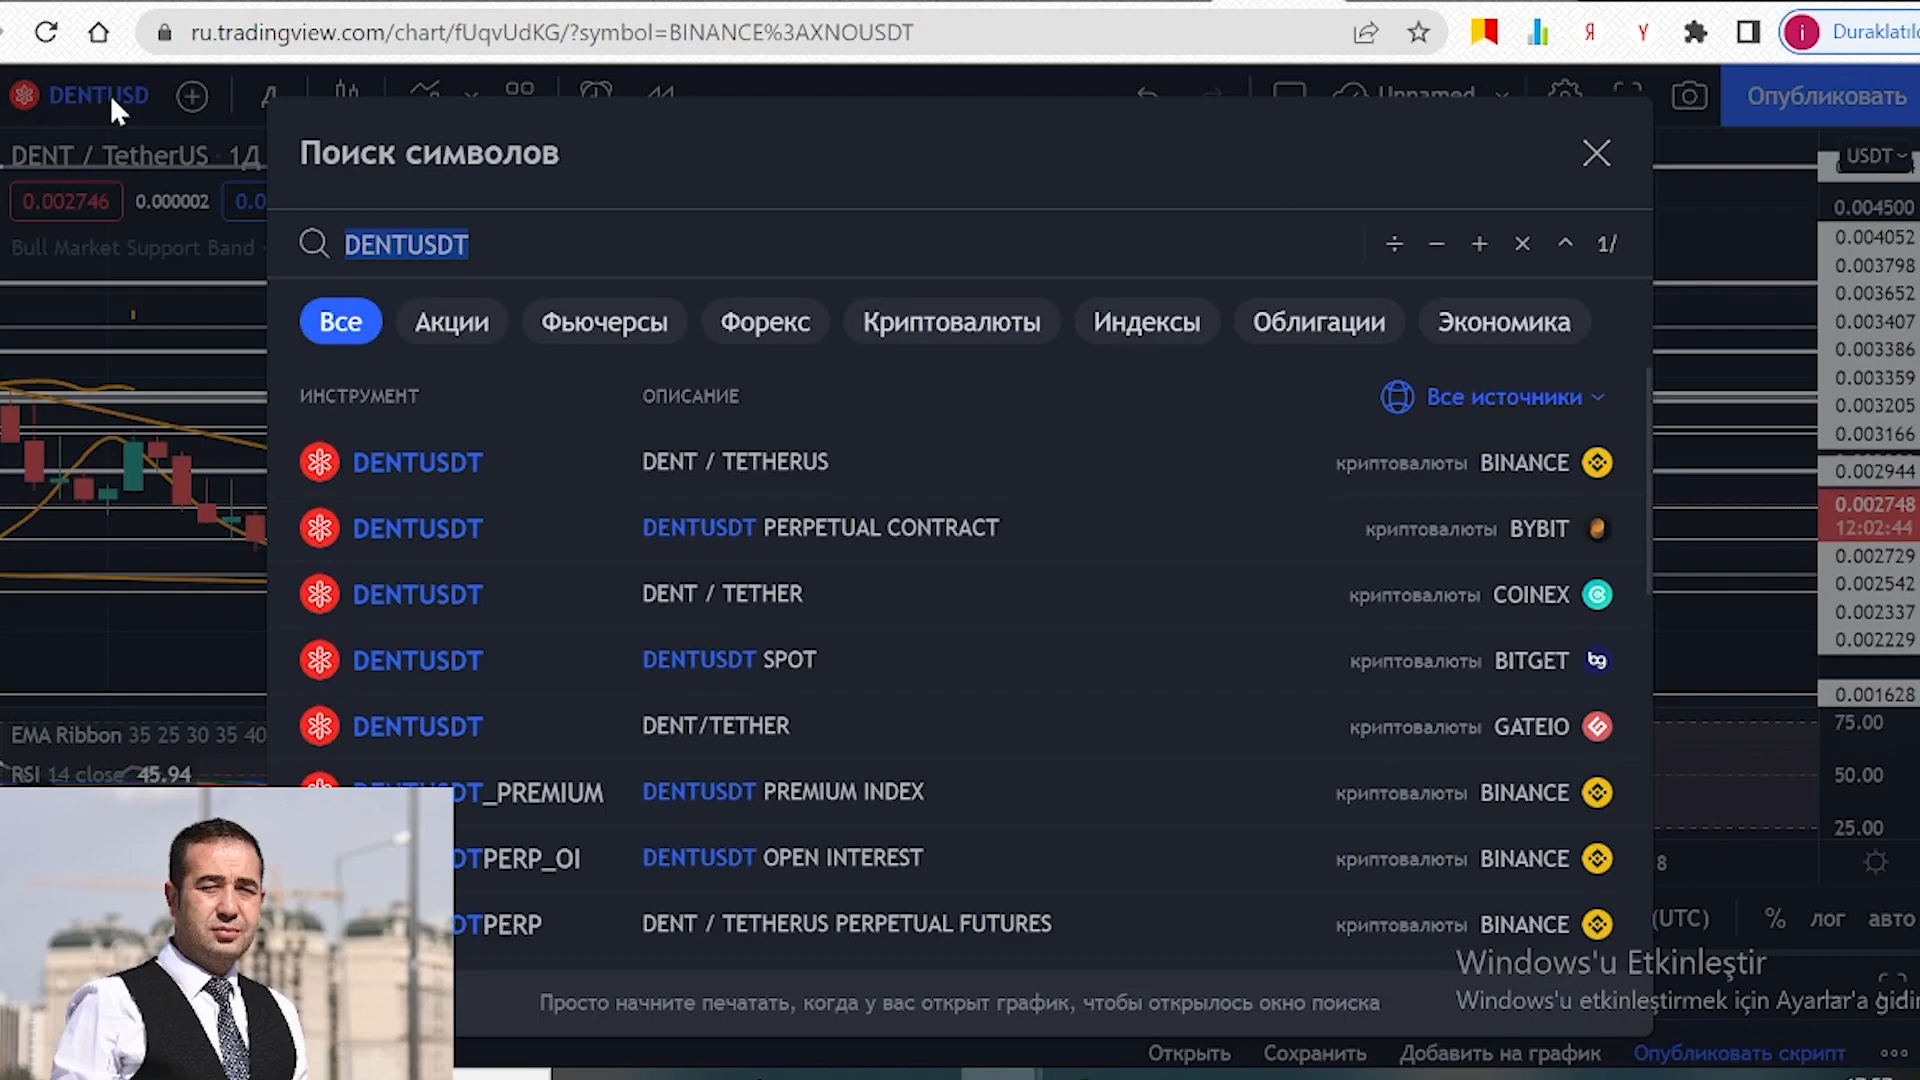 ru.tradingview.com/chart/fUqvUdKG/?symbol=BINANCE%3AXNOUSDT
DENTUSD
Unnamed
Опубликовать
DENT / TetherUS · 1Д
USDT
0.002746 0.000002 0.0
Bull Market Support Band
Поиск символов
DENTUSDT
÷ − + × ^ 1/
Все Акции Фьючерсы Форекс Криптовалюты Индексы Облигации Экономика
ИНСТРУМЕНТ ОПИСАНИЕ Все источники
DENTUSDT DENT / TETHERUS криптовалюты BINANCE
DENTUSDT DENTUSDT PERPETUAL CONTRACT криптовалюты BYBIT
DENTUSDT DENT / TETHER криптовалюты COINEX
DENTUSDT DENTUSDT SPOT криптовалюты BITGET
DENTUSDT DENT/TETHER криптовалюты GATEIO
DT_PREMIUM DENTUSDT PREMIUM INDEX криптовалюты BINANCE
DTPERP_OI DENTUSDT OPEN INTEREST криптовалюты BINANCE
DTPERP DENT / TETHERUS PERPETUAL FUTURES криптовалюты BINANCE
Просто начните печатать, когда у вас открыт график, чтобы открылось окно поиска
0.004500
0.004052
0.003798
0.003652
0.003407
0.003386
0.003359
0.003205
0.003166
0.002944
0.002748
12:02:44
0.002729
0.002542
0.002337
0.002229
0.001628
75.00
50.00
25.00
EMA Ribbon 35 25 30 35 40
RSI 14 close 45.94
8
(UTC) % лог авто
Windows'u Etkinleştir
Windows'u etkinleştirmek için Ayarlar'a gidin
Открыть Сохранить Добавить на график Опубликовать скрипт